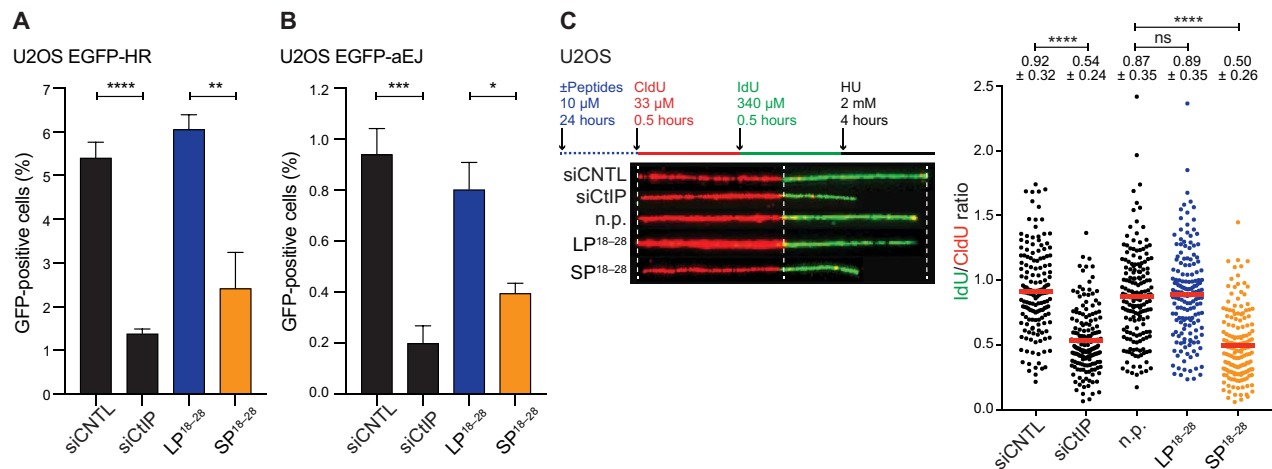 A
U2OS EGFP-HR
GFP-positive cells (%)
7
6
5
4
3
2
1
0
****
**
siCNTL
siCtIP
LP¹⁸⁻²⁸
SP¹⁸⁻²⁸
B
U2OS EGFP-aEJ
GFP-positive cells (%)
1.2
1.0
0.8
0.6
0.4
0.2
0.0
***
*
siCNTL
siCtIP
LP¹⁸⁻²⁸
SP¹⁸⁻²⁸
C
U2OS
±Peptides
10 µM
24 hours
CldU
33 µM
0.5 hours
IdU
340 µM
0.5 hours
HU
2 mM
4 hours
siCNTL
siCtIP
n.p.
LP¹⁸⁻²⁸
SP¹⁸⁻²⁸
****
ns
****
0.92 0.54 0.87 0.89 0.50
± 0.32 ± 0.24 ± 0.35 ± 0.35 ± 0.26
IdU/CldU ratio
2.5
2.0
1.5
1.0
0.5
0.0
siCNTL
siCtIP
n.p.
LP¹⁸⁻²⁸
SP¹⁸⁻²⁸